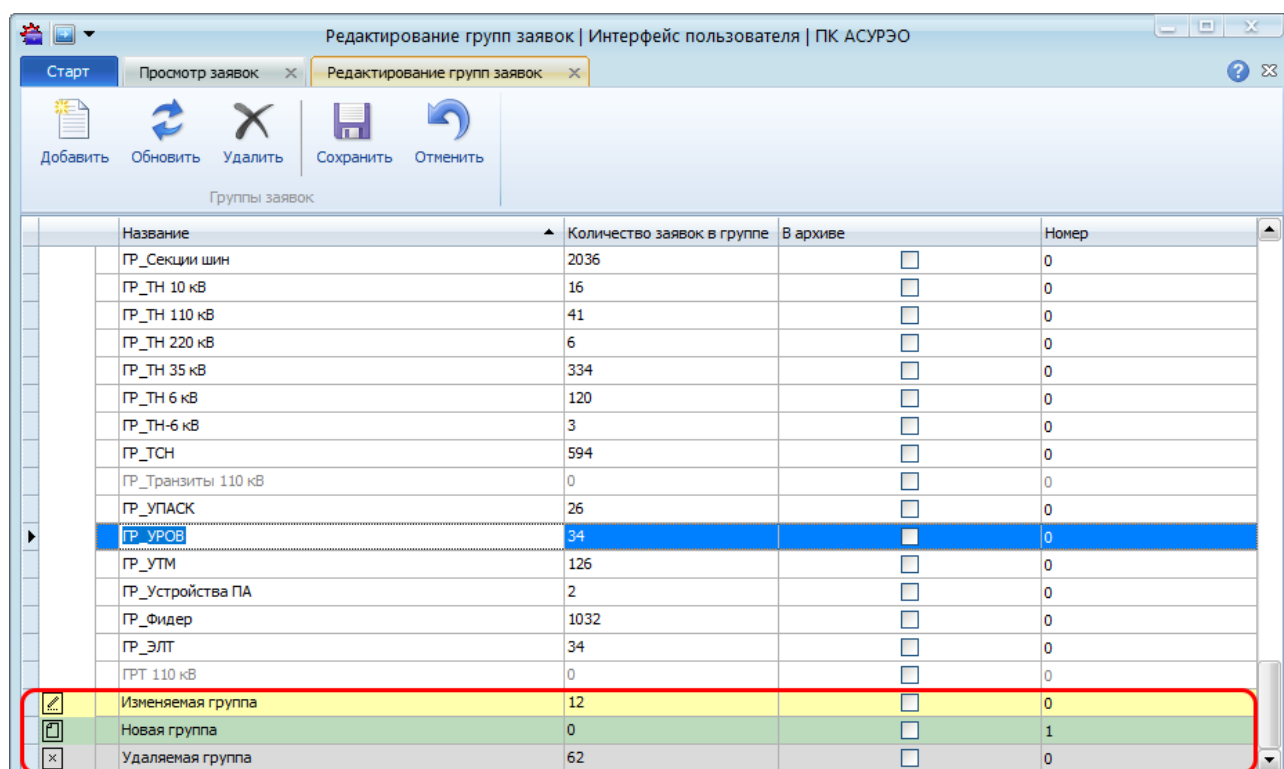 Редактирование групп заявок | Интерфейс пользователя | ПК АСУРЭО
Старт Просмотр заявок Редактирование групп заявок
Добавить Обновить Удалить Сохранить Отменить
Группы заявок
Название Количество заявок в группе В архиве Номер
ГР_Секции шин 2036 0
ГР_ТН 10 кВ 16 0
ГР_ТН 110 кВ 41 0
ГР_ТН 220 кВ 6 0
ГР_ТН 35 кВ 334 0
ГР_ТН 6 кВ 120 0
ГР_ТН-6 кВ 3 0
ГР_ТСН 594 0
ГР_Транзиты 110 кВ 0 0
ГР_УПАСК 26 0
ГР_УРОВ 34 0
ГР_УТМ 126 0
ГР_Устройства ПА 2 0
ГР_Фидер 1032 0
ГР_ЭЛТ 34 0
ГРТ 110 кВ 0 0
Изменяемая группа 12 0
Новая группа 0 1
Удаляемая группа 62 0